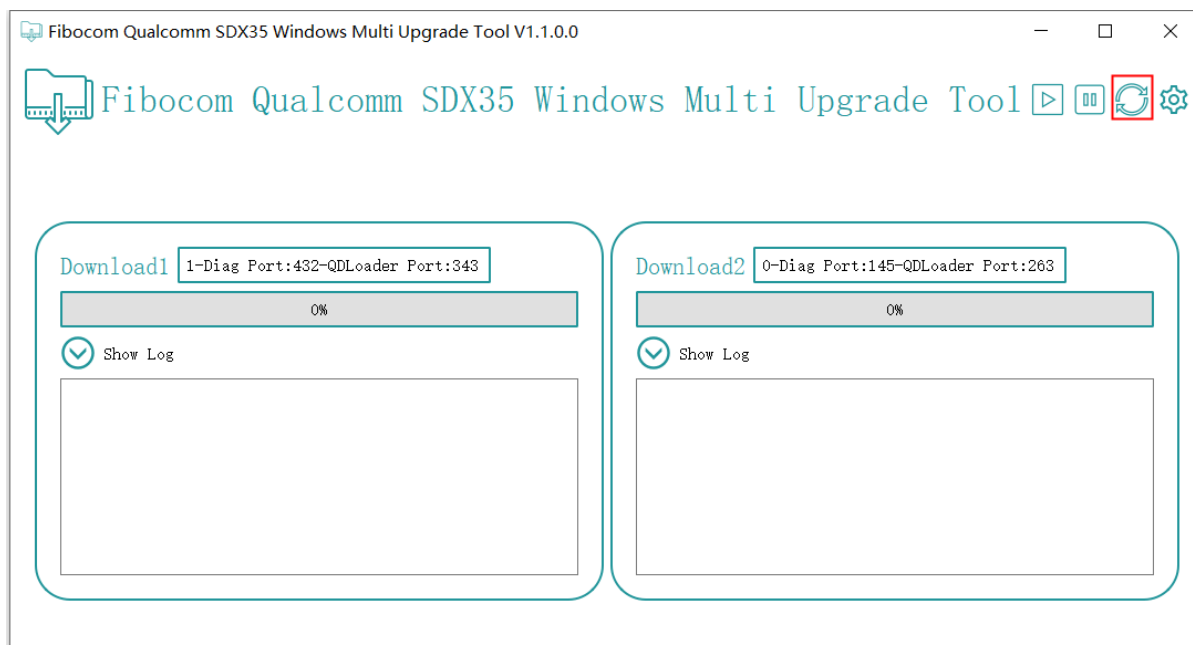 Fibocom Qualcomm SDX35 Windows Multi Upgrade Tool V1.1.0.0
Fibocom Qualcomm SDX35 Windows Multi Upgrade Tool
Download1 1-Diag Port:432-QDLoader Port:343
0%
Show Log
Download2 0-Diag Port:145-QDLoader Port:263
0%
Show Log